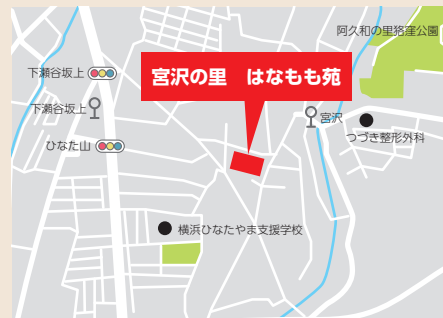 阿久和の里狢窪公園
下瀬谷坂上
宮沢の里　はなもも苑
下瀬谷坂上
宮沢
つづき整形外科
ひなた山
横浜ひなたやま支援学校